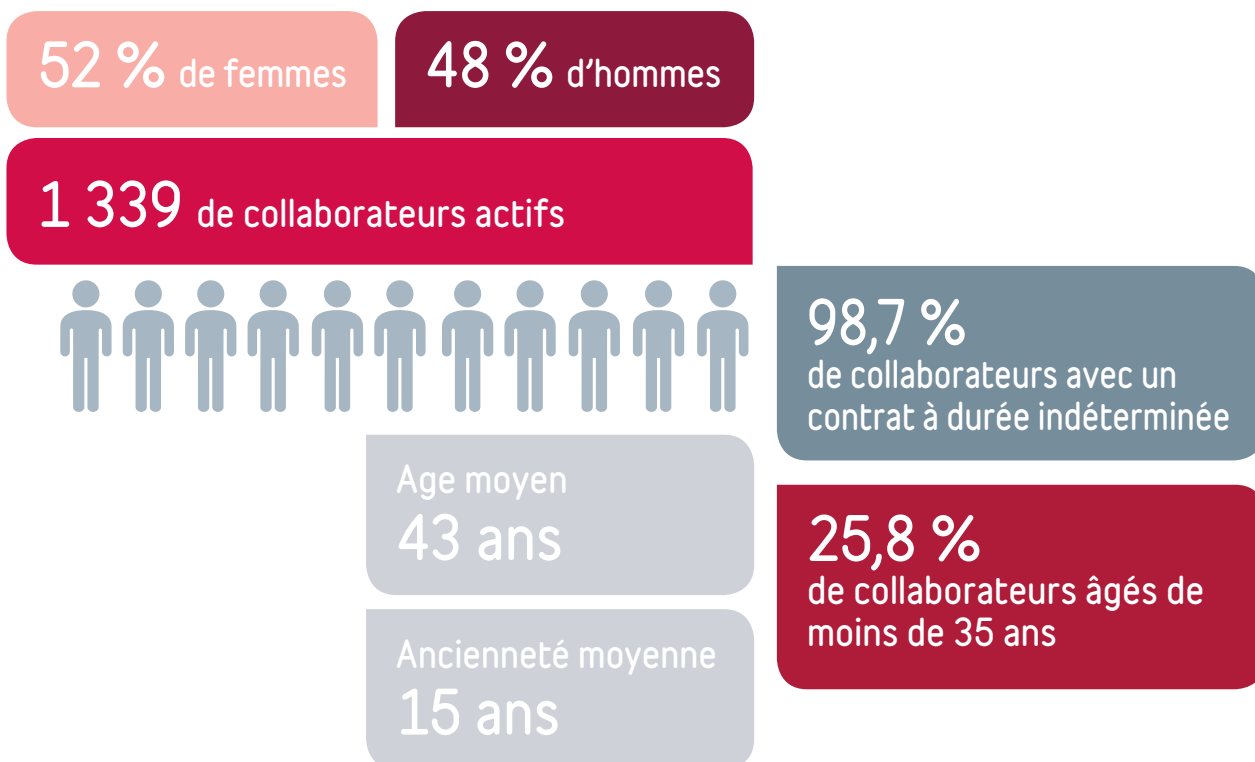 52 % de femmes
48 % d'hommes
1 339 de collaborateurs actifs
98,7 %
de collaborateurs avec un
contrat à durée indéterminée
Age moyen
43 ans
25,8 %
de collaborateurs âgés de
moins de 35 ans
Ancienneté moyenne
15 ans